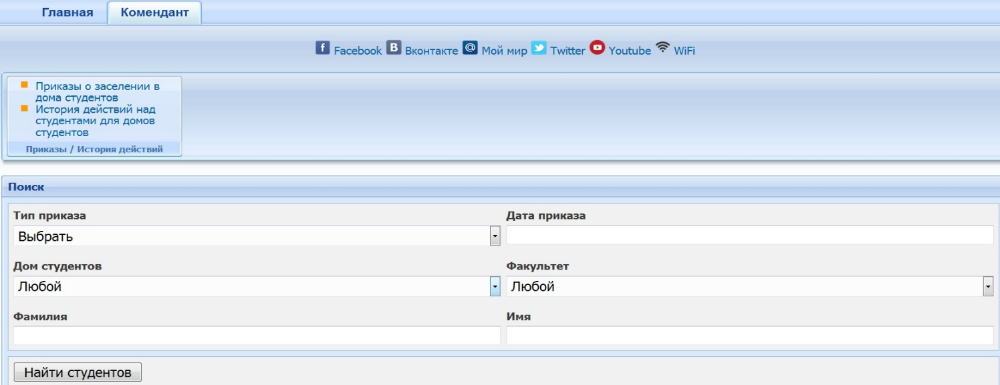 Главная Комендант
Facebook Вконтакте Мой мир Twitter Youtube WiFi
Приказы о заселении в
дома студентов
История действий над
студентами для домов
студентов
Приказы / История действий
Поиск
Тип приказа Дата приказа
Выбрать
Дом студентов Факультет
Любой Любой
Фамилия Имя
Найти студентов